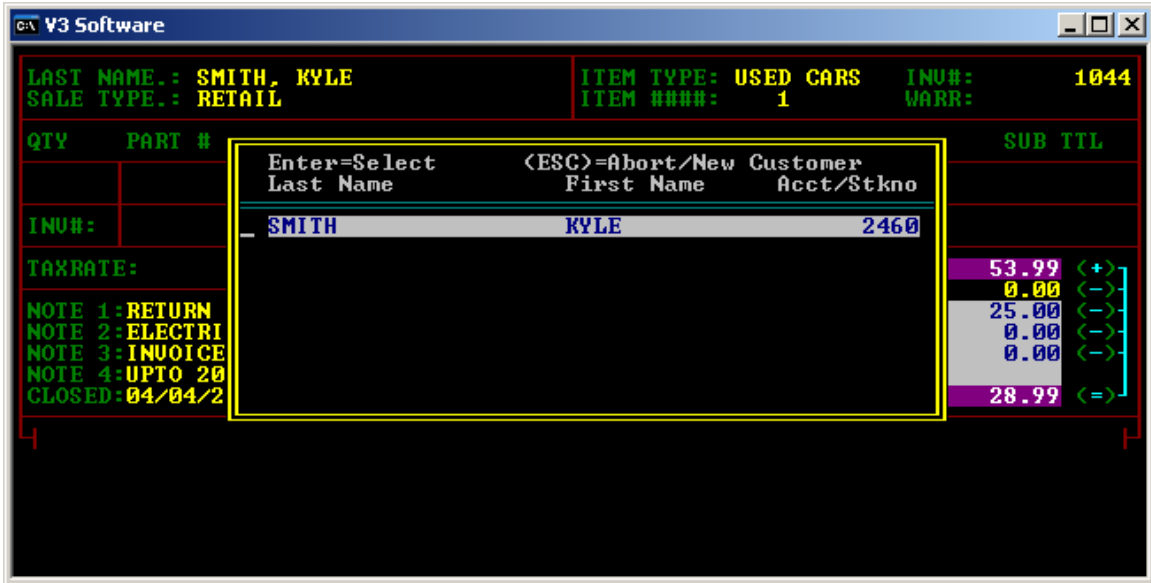 V3 Software
LAST NAME.: SMITH, KYLE ITEM TYPE: USED CARS INV#: 1044
SALE TYPE.: RETAIL ITEM ####: 1 WARR:
QTY PART # SUB TTL
Enter=Select (ESC)=Abort/New Customer
Last Name First Name Acct/Stkno
INV#:
SMITH KYLE 2460
TAXRATE: 53.99 (+)
0.00 (-)
NOTE 1:RETURN 25.00 (-)
NOTE 2:ELECTRI 0.00 (-)
NOTE 3:INVOICE 0.00 (-)
NOTE 4:UPTO 20
CLOSED:04/04/2 28.99 (=)